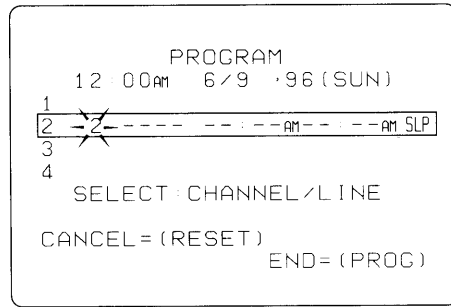 PROGRAM
12:00AM 6/9 '96(SUN)
1
2 -2---- ---:--AM--:--AM SLP
3
4
SELECT:CHANNEL/LINE
CANCEL=(RESET)
END=(PROG)